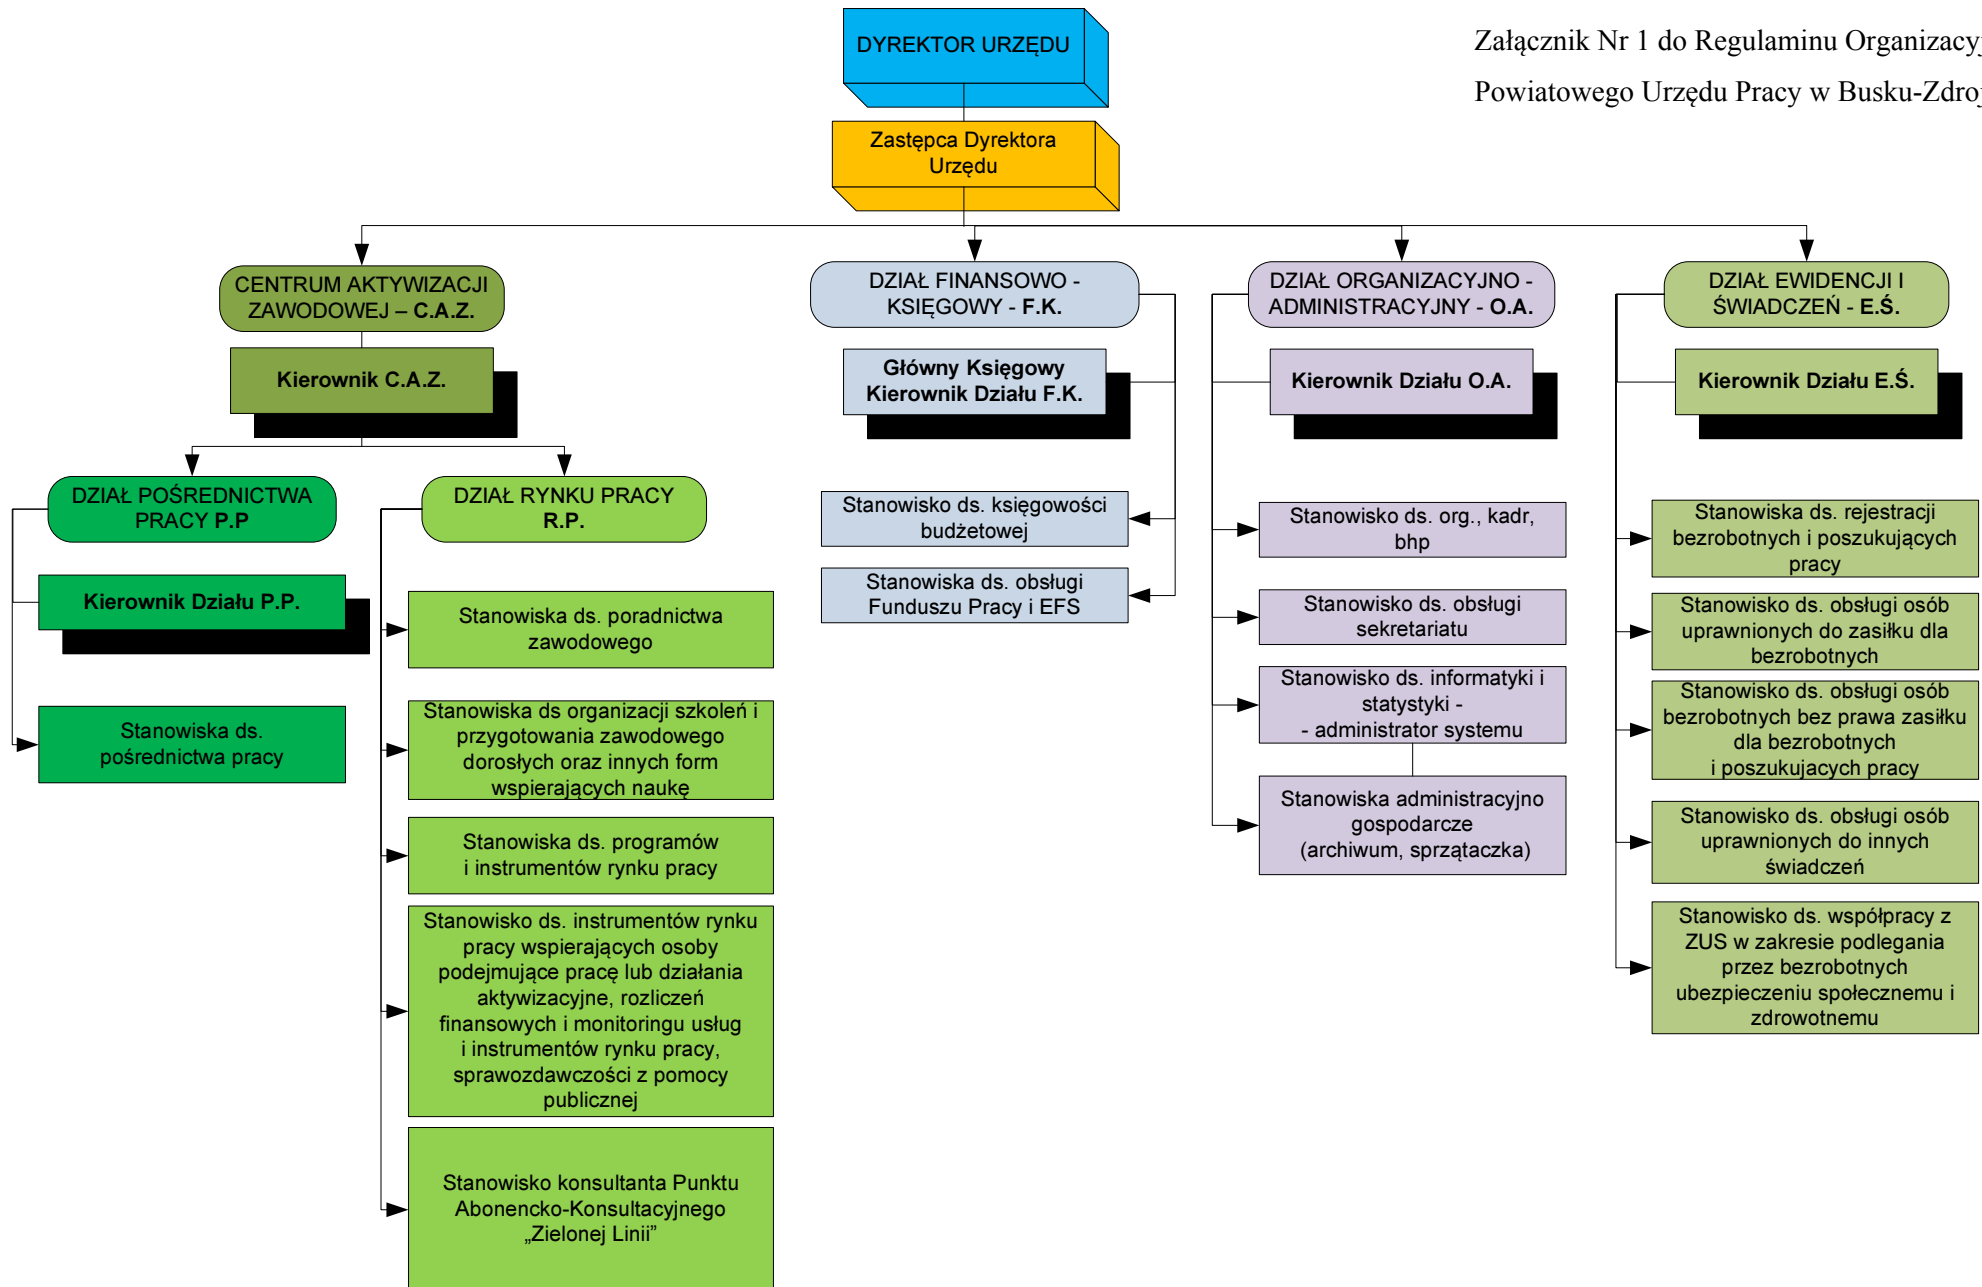 DYREKTOR URZĘDU
Załącznik Nr 1 do Regulaminu Organizacyj
Powiatowego Urzędu Pracy w Busku-Zdroj
Zastępca Dyrektora
Urzędu
CENTRUM AKTYWIZACJI
ZAWODOWEJ – C.A.Z.
Kierownik C.A.Z.
DZIAŁ POŚREDNICTWA
PRACY P.P
Kierownik Działu P.P.
Stanowiska ds.
pośrednictwa pracy
DZIAŁ RYNKU PRACY
R.P.
Stanowiska ds. poradnictwa
zawodowego
Stanowiska ds organizacji szkoleń i
przygotowania zawodowego
dorosłych oraz innych form
wspierających naukę
Stanowiska ds. programów
i instrumentów rynku pracy
Stanowisko ds. instrumentów rynku
pracy wspierających osoby
podejmujące pracę lub działania
aktywizacyjne, rozliczeń
finansowych i monitoringu usług
i instrumentów rynku pracy,
sprawozdawczości z pomocy
publicznej
Stanowisko konsultanta Punktu
Abonencko-Konsultacyjnego
„Zielonej Linii”
DZIAŁ FINANSOWO -
KSIĘGOWY - F.K.
Główny Księgowy
Kierownik Działu F.K.
Stanowisko ds. księgowości
budżetowej
Stanowiska ds. obsługi
Funduszu Pracy i EFS
DZIAŁ ORGANIZACYJNO -
ADMINISTRACYJNY - O.A.
Kierownik Działu O.A.
Stanowisko ds. org., kadr,
bhp
Stanowisko ds. obsługi
sekretariatu
Stanowisko ds. informatyki i
statystyki -
- administrator systemu
Stanowiska administracyjno
gospodarcze
(archiwum, sprzątaczka)
DZIAŁ EWIDENCJI I
ŚWIADCZEŃ - E.Ś.
Kierownik Działu E.Ś.
Stanowiska ds. rejestracji
bezrobotnych i poszukujących
pracy
Stanowisko ds. obsługi osób
uprawnionych do zasiłku dla
bezrobotnych
Stanowisko ds. obsługi osób
bezrobotnych bez prawa zasiłku
dla bezrobotnych
i poszukujacych pracy
Stanowisko ds. obsługi osób
uprawnionych do innych
świadczeń
Stanowisko ds. współpracy z
ZUS w zakresie podlegania
przez bezrobotnych
ubezpieczeniu społecznemu i
zdrowotnemu